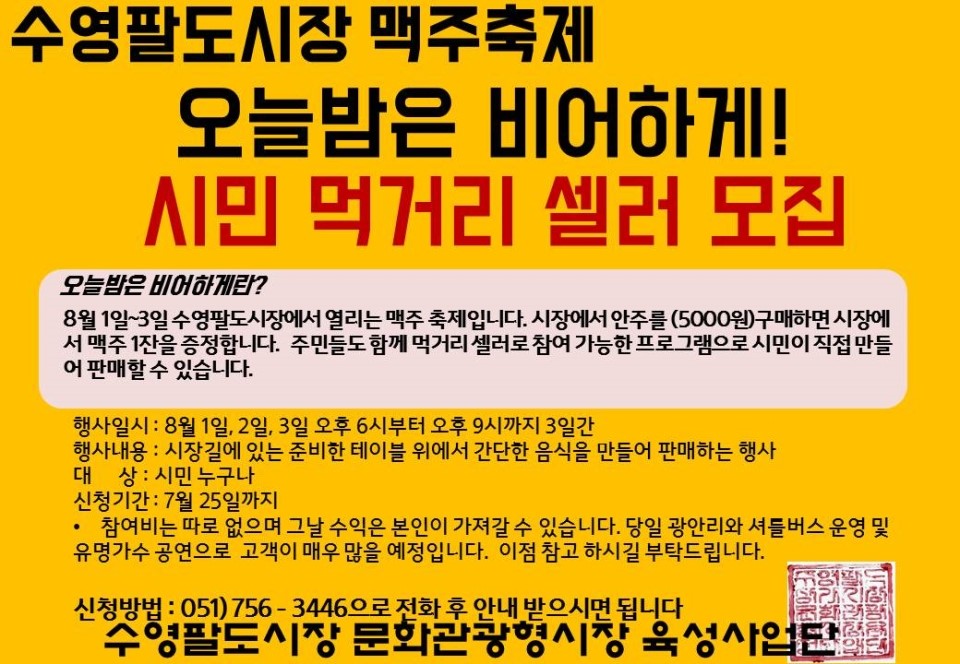 수영팔도시장 맥주축제
오늘밤은 비어하게!
시민 먹거리 셀러 모집
오늘밤은 비어하게란?
8월 1일~3일 수영팔도시장에서 열리는 맥주 축제입니다. 시장에서 안주를 (5000원)구매하면 시장에
서 맥주 1잔을 증정합니다. 주민들도 함께 먹거리 셀러로 참여 가능한 프로그램으로 시민이 직접 만들
어 판매할 수 있습니다.
행사일시 : 8월 1일, 2일, 3일 오후 6시부터 오후 9시까지 3일간
행사내용 : 시장길에 있는 준비한 테이블 위에서 간단한 음식을 만들어 판매하는 행사
대 상 : 시민 누구나
신청기간 : 7월 25일까지
• 참여비는 따로 없으며 그날 수익은 본인이 가져갈 수 있습니다. 당일 광안리와 셔틀버스 운영 및
유명가수 공연으로 고객이 매우 많을 예정입니다. 이점 참고 하시길 부탁드립니다.
신청방법 : 051) 756 - 3446으로 전화 후 안내 받으시면 됩니다
수영팔도시장 문화관광형시장 육성사업단